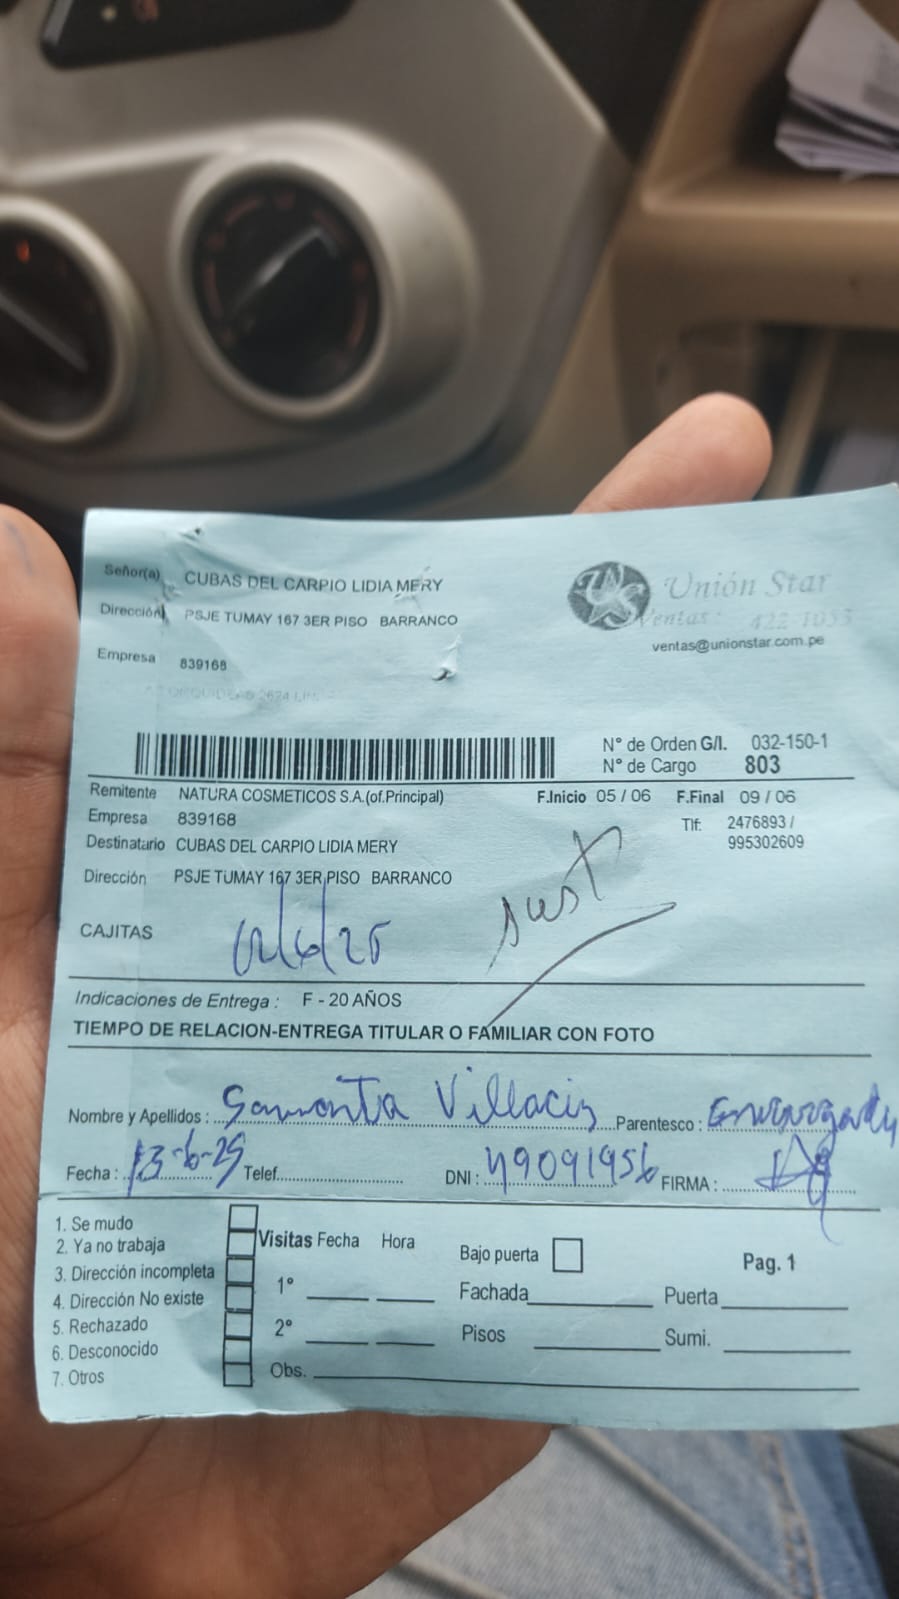 Señor(a) CUBAS DEL CARPIO LIDIA MERY
Dirección PSJE TUMAY 167 3ER PISO BARRANCO
Empresa 839168
US Unión Star
Ventas: 422-1053
ventas@unionstar.com.pe
N° de Orden G/I. 032-150-1
N° de Cargo 803
Remitente NATURA COSMETICOS S.A.(of.Principal) F.Inicio 05 / 06 F.Final 09 / 06
Empresa 839168 Tlf: 2476893 /
995302609
Destinatario CUBAS DEL CARPIO LIDIA MERY
Dirección PSJE TUMAY 167 3ER PISO BARRANCO
CAJITAS
Indicaciones de Entrega : F - 20 AÑOS
TIEMPO DE RELACION-ENTREGA TITULAR O FAMILIAR CON FOTO
Nombre y Apellidos : Samanta Villacis Parentesco :
Fecha : 13-6-25 Telef. DNI : 49091956 FIRMA :
1. Se mudo
2. Ya no trabaja
3. Dirección incompleta
4. Dirección No existe
5. Rechazado
6. Desconocido
7. Otros
Visitas Fecha Hora
1°
2°
Obs.
Bajo puerta
Pag. 1
Fachada Puerta
Pisos Sumi.